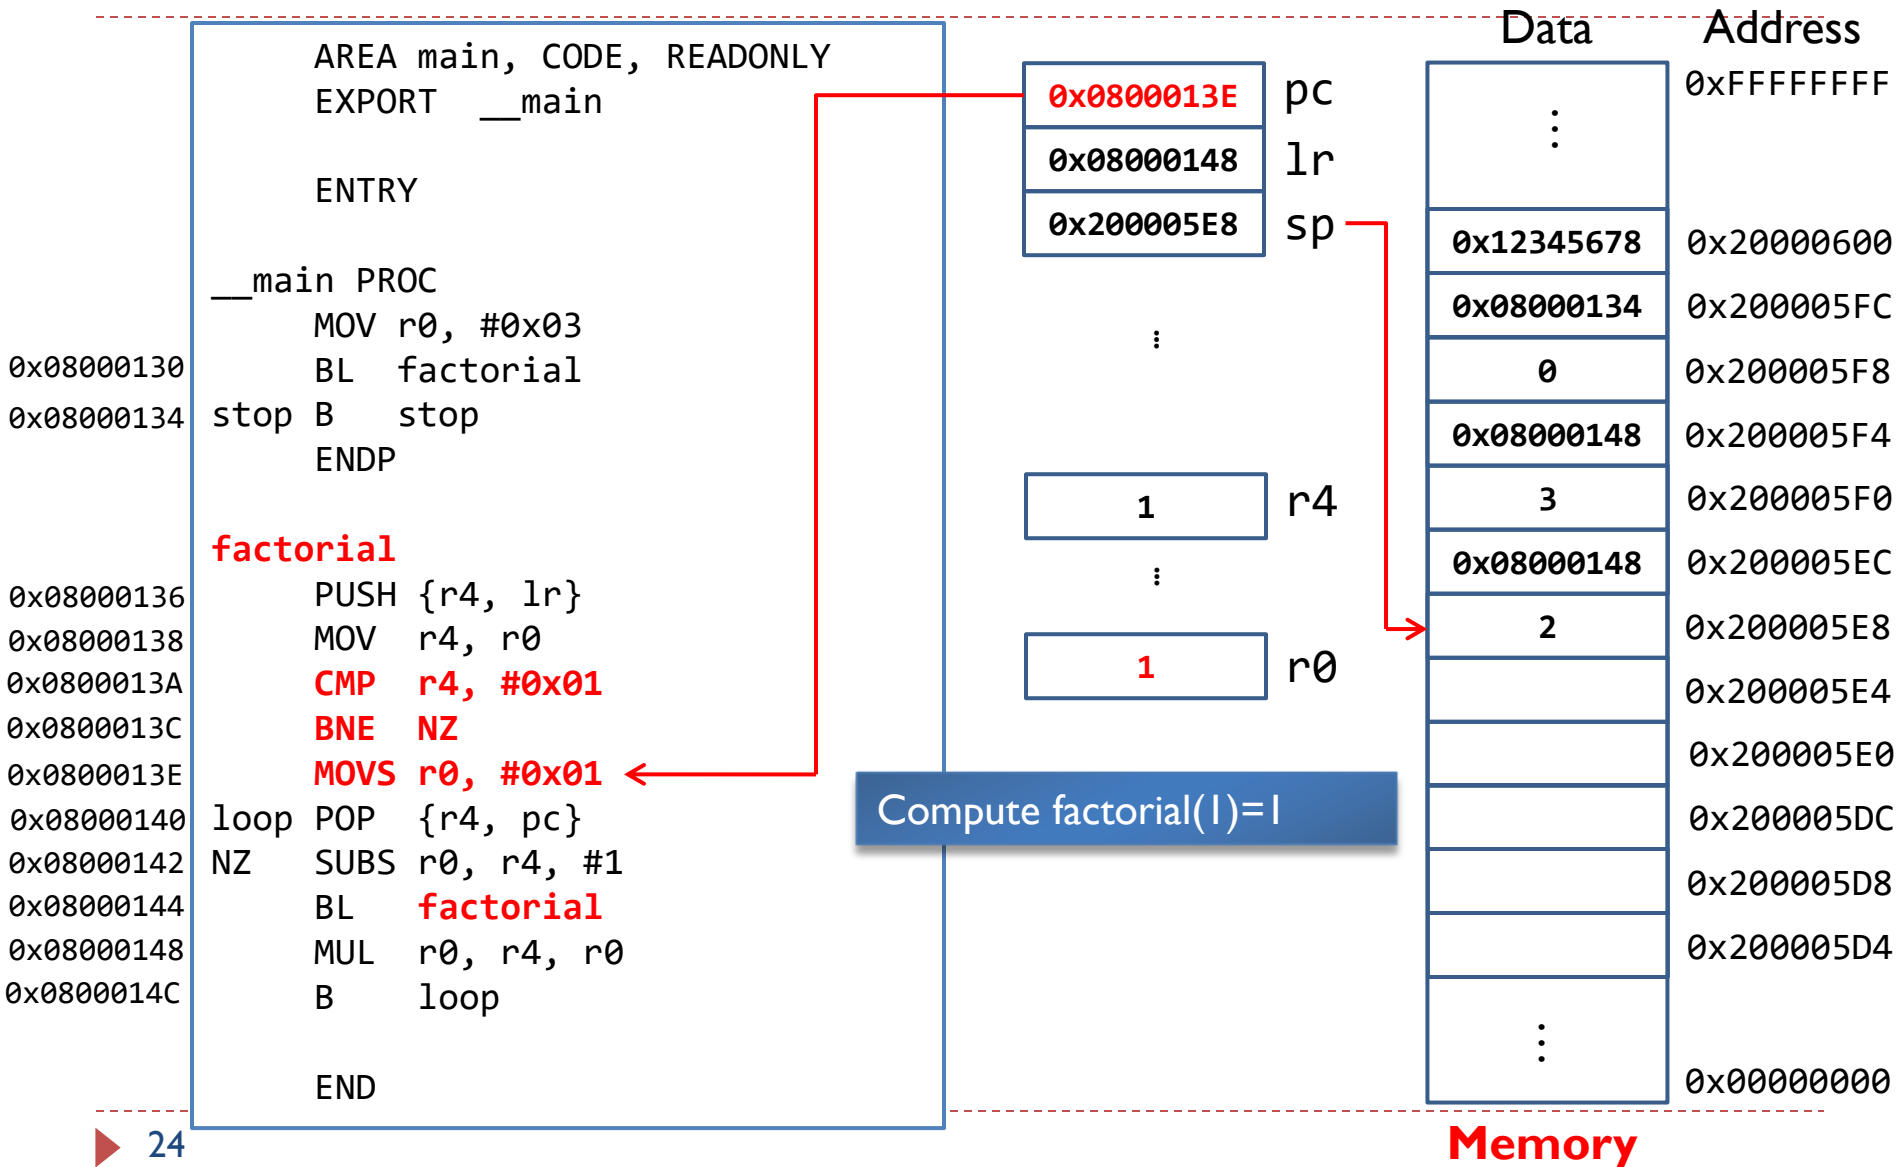 Data Address
AREA main, CODE, READONLY
EXPORT __main
ENTRY
__main PROC
MOV r0, #0x03
0x08000130 BL factorial
0x08000134 stop B stop
ENDP
factorial
0x08000136 PUSH {r4, lr}
0x08000138 MOV r4, r0
0x0800013A CMP r4, #0x01
0x0800013C BNE NZ
0x0800013E MOVS r0, #0x01
0x08000140 loop POP {r4, pc}
0x08000142 NZ SUBS r0, r4, #1
0x08000144 BL factorial
0x08000148 MUL r0, r4, r0
0x0800014C B loop
END
0x0800013E pc
0x08000148 lr
0x200005E8 sp
⋮
1 r4
⋮
1 r0
Compute factorial(1)=1
0xFFFFFFFF
⋮
0x12345678 0x20000600
0x08000134 0x200005FC
0 0x200005F8
0x08000148 0x200005F4
3 0x200005F0
0x08000148 0x200005EC
2 0x200005E8
0x200005E4
0x200005E0
0x200005DC
0x200005D8
0x200005D4
⋮
0x00000000
Memory
24